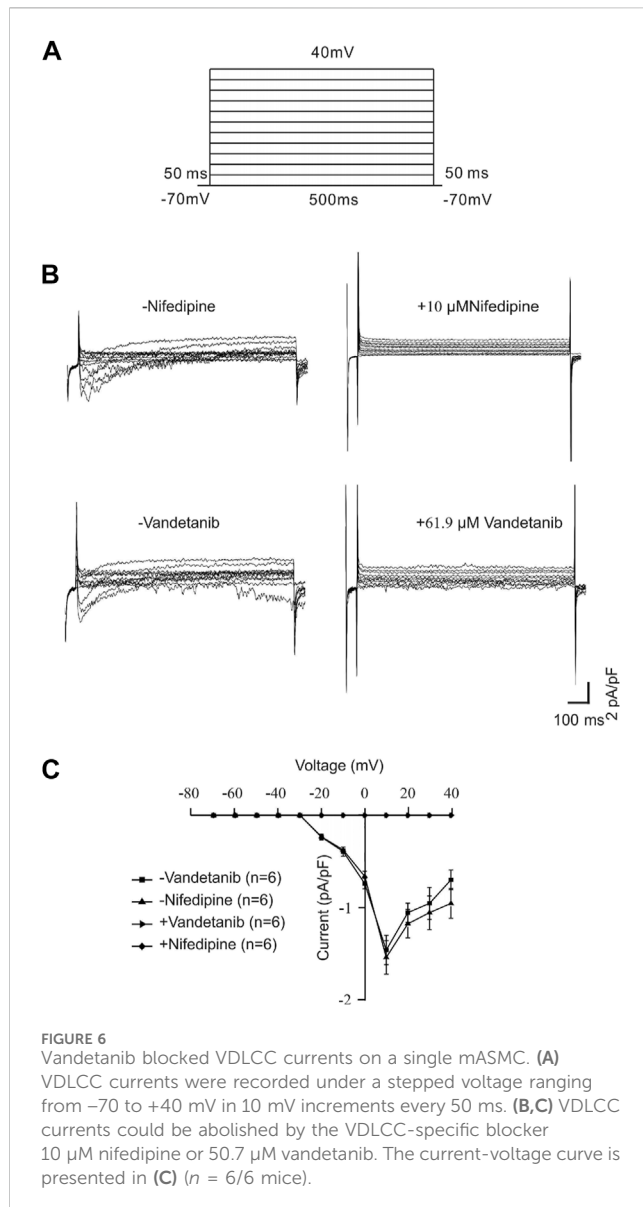 A
40mV
50 ms
50 ms
-70mV
500ms
-70mV
B
-Nifedipine
+10 µMNifedipine
-Vandetanib
+61.9 µM Vandetanib
2 pA/pF
100 ms
C
Voltage (mV)
-80 -60 -40 -20 0 20 40
-Vandetanib (n=6)
-Nifedipine (n=6)
+Vandetanib (n=6)
+Nifedipine (n=6)
Current (pA/pF)
-1
-2
FIGURE 6
Vandetanib blocked VDLCC currents on a single mASMC. (A)
VDLCC currents were recorded under a stepped voltage ranging
from –70 to +40 mV in 10 mV increments every 50 ms. (B,C) VDLCC
currents could be abolished by the VDLCC-specific blocker
10 µM nifedipine or 50.7 µM vandetanib. The current-voltage curve is
presented in (C) (n = 6/6 mice).